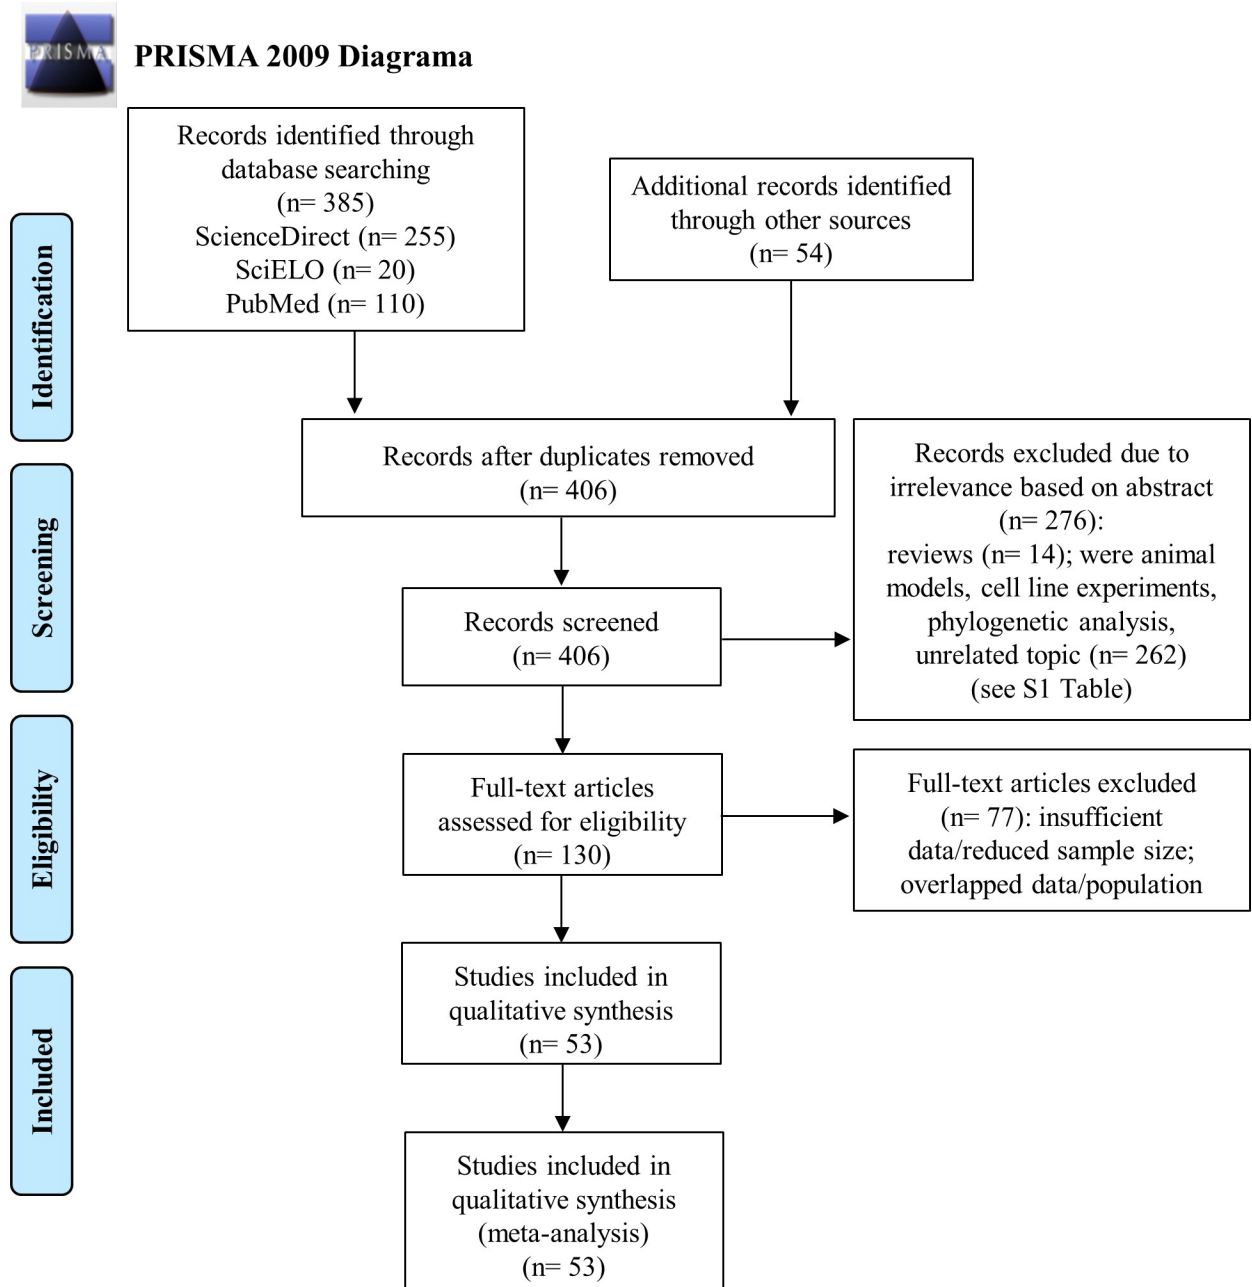 PRISMA
PRISMA 2009 Diagrama
Records identified through
database searching
(n= 385)
ScienceDirect (n= 255)
SciELO (n= 20)
PubMed (n= 110)
Additional records identified
through other sources
(n= 54)
Identification
Records after duplicates removed
(n= 406)
Records excluded due to
irrelevance based on abstract
(n= 276):
reviews (n= 14); were animal
models, cell line experiments,
phylogenetic analysis,
unrelated topic (n= 262)
(see S1 Table)
Screening
Records screened
(n= 406)
Eligibility
Full-text articles
assessed for eligibility
(n= 130)
Full-text articles excluded
(n= 77): insufficient
data/reduced sample size;
overlapped data/population
Included
Studies included in
qualitative synthesis
(n= 53)
Studies included in
qualitative synthesis
(meta-analysis)
(n= 53)